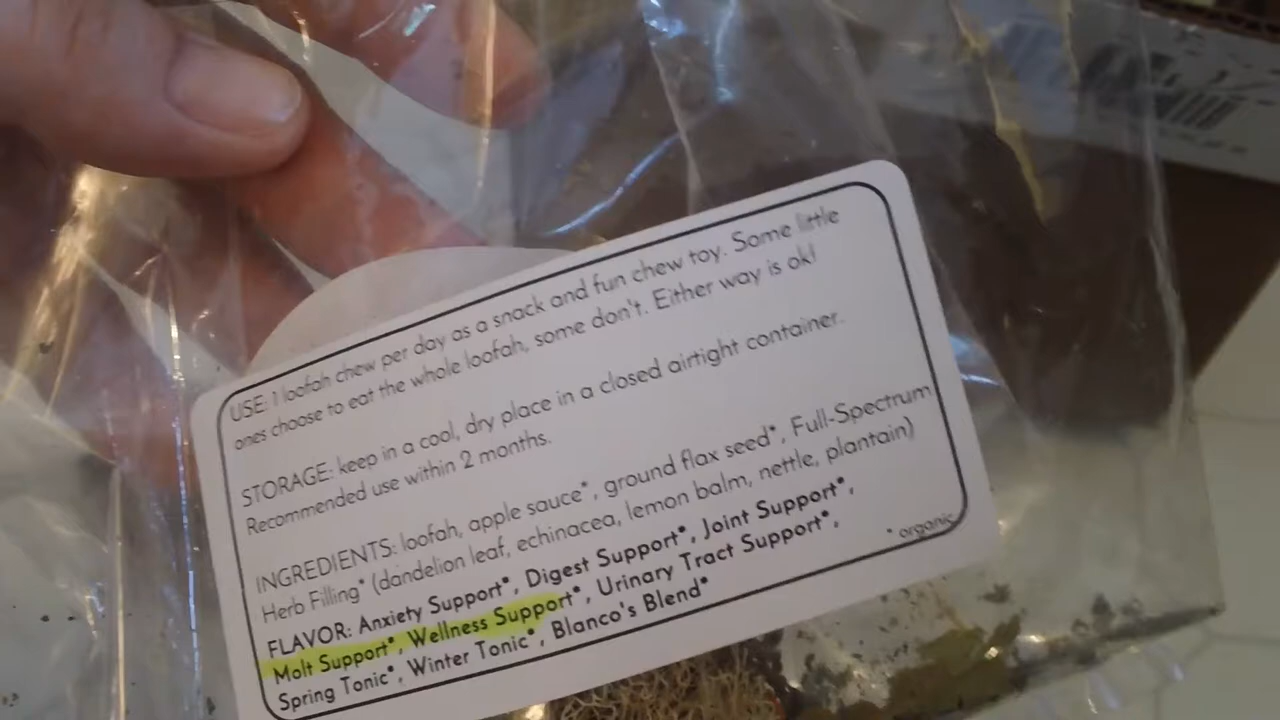 USE: 1 loofah chew per day as a snack and fun chew toy. Some little
ones choose to eat the whole loofah, some don't. Either way is ok!
STORAGE: keep in a cool, dry place in a closed airtight container.
Recommended use within 2 months.
INGREDIENTS: loofah, apple sauce*, ground flax seed*, Full-Spectrum
Herb Filling* (dandelion leaf, echinacea, lemon balm, nettle, plantain)
FLAVOR: Anxiety Support*, Digest Support*, Joint Support*,
Molt Support*, Wellness Support*, Urinary Tract Support*,
Spring Tonic*, Winter Tonic*, Blanco's Blend*
*organic